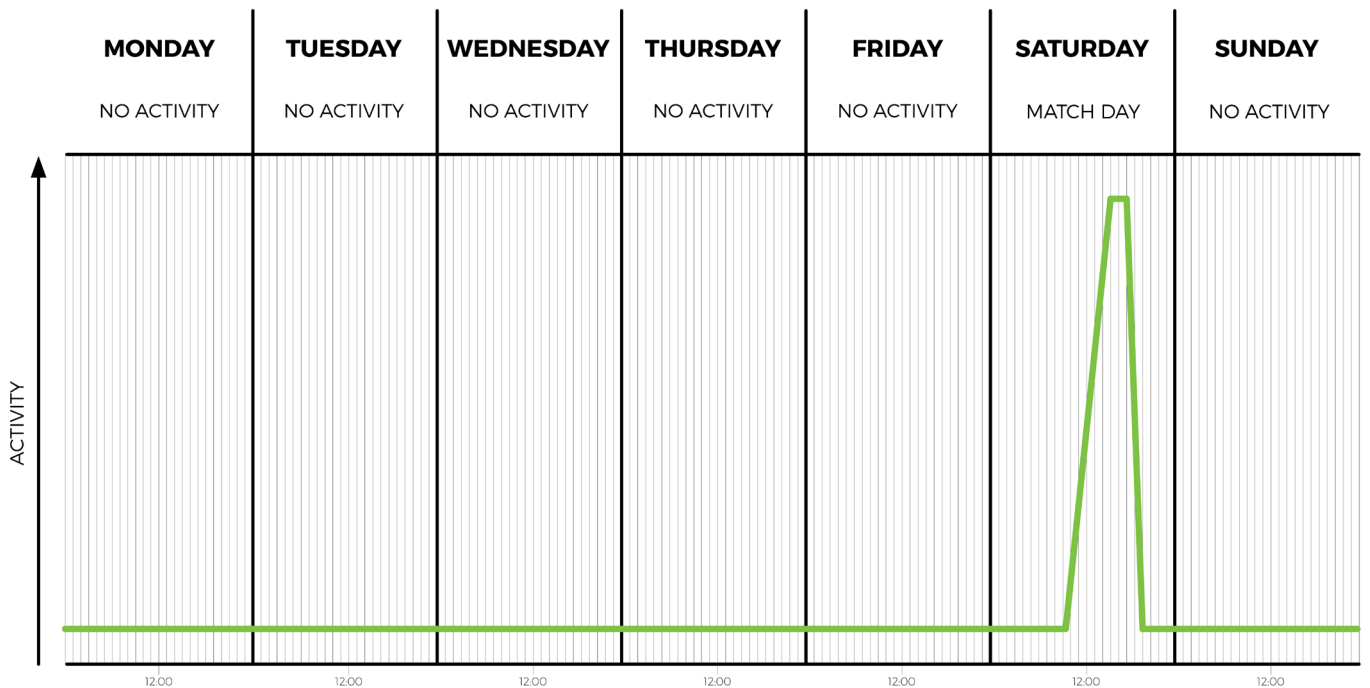 MONDAY
TUESDAY
WEDNESDAY
THURSDAY
FRIDAY
SATURDAY
SUNDAY
NO ACTIVITY
NO ACTIVITY
NO ACTIVITY
NO ACTIVITY
NO ACTIVITY
MATCH DAY
NO ACTIVITY
ACTIVITY
12:00
12:00
12:00
12:00
12:00
12:00
12:00